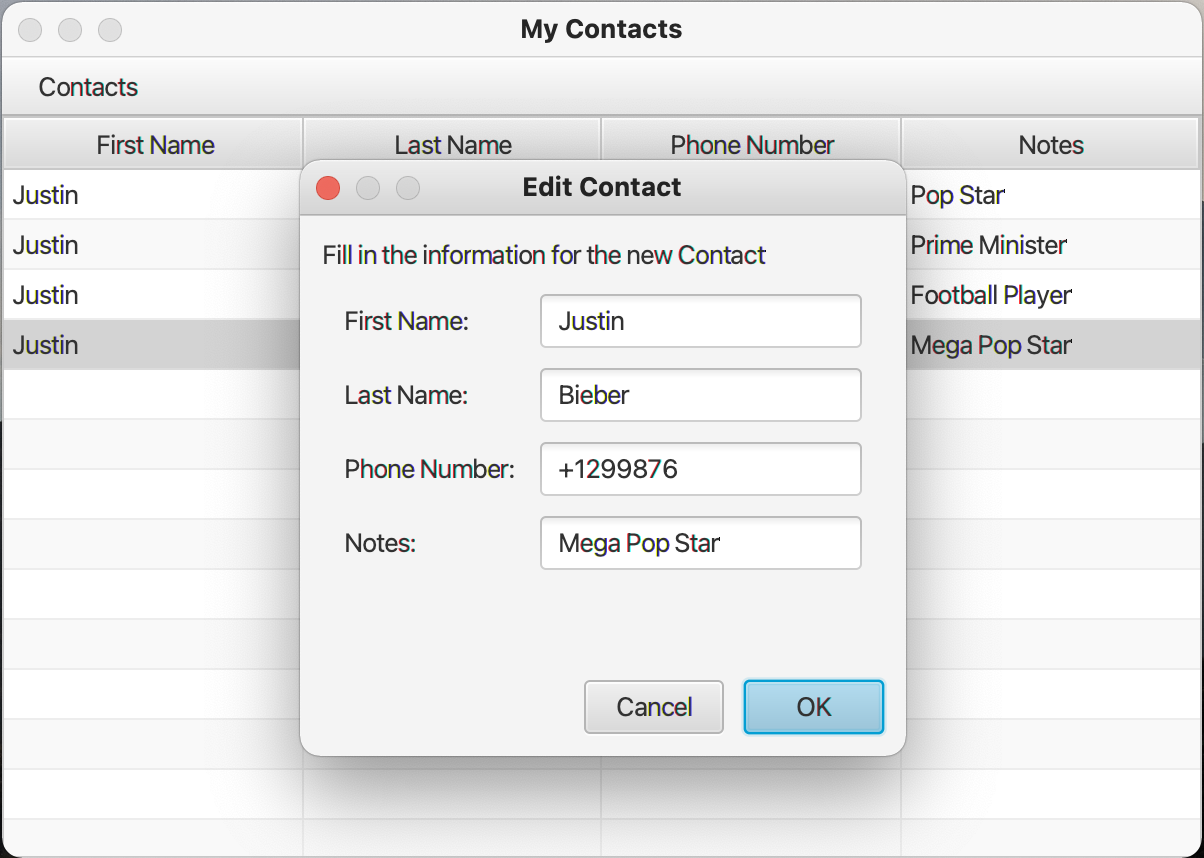 My Contacts
Contacts
First Name Last Name Phone Number Notes
Justin Pop Star
Justin Prime Minister
Justin Football Player
Justin Mega Pop Star
Edit Contact
Fill in the information for the new Contact
First Name: Justin
Last Name: Bieber
Phone Number: +1299876
Notes: Mega Pop Star
Cancel OK